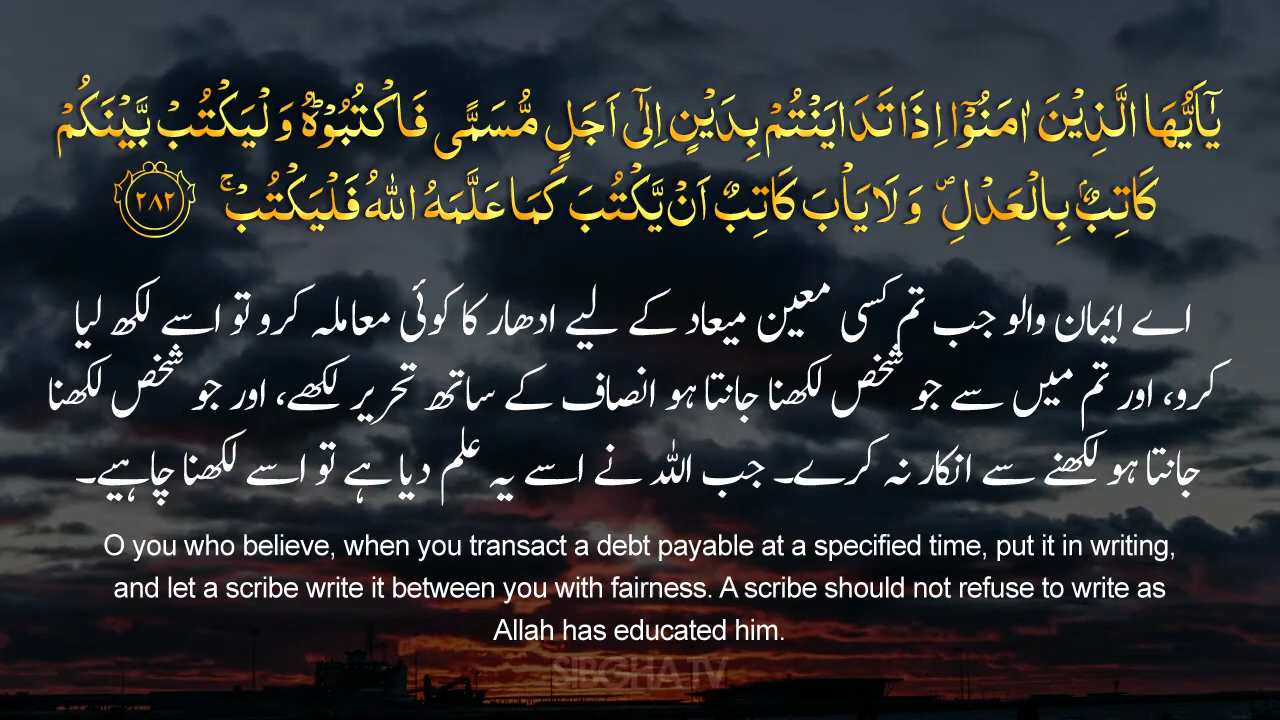 يٰٓاَيُّهَا الَّذِيْنَ اٰمَنُوْٓا اِذَا تَدَايَنْتُمْ بِدَيْنٍ اِلٰٓى اَجَلٍ مُّسَمًّى فَاكْتُبُوْهُ ؕ وَلْيَكْتُبْ بَّيْنَكُمْ
كَاتِبٌۢ بِالْعَدْلِ ۪ وَلَا يَاْبَ كَاتِبٌ اَنْ يَّكْتُبَ كَمَا عَلَّمَهُ اللّٰهُ فَلْيَكْتُبْ ۚ ﴿۲۸۲﴾
اے ایمان والو جب تم کسی معین میعاد کے لیے ادھار کا کوئی معاملہ کرو تو اسے لکھ لیا
کرو، اور تم میں سے جو شخص لکھنا جانتا ہو انصاف کے ساتھ تحریر لکھے، اور جو شخص لکھنا
جانتا ہو لکھنے سے انکار نہ کرے۔ جب اللہ نے اسے یہ علم دیا ہے تو اسے لکھنا چاہیے۔
O you who believe, when you transact a debt payable at a specified time, put it in writing,
and let a scribe write it between you with fairness. A scribe should not refuse to write as
Allah has educated him.
SIBGHA TV